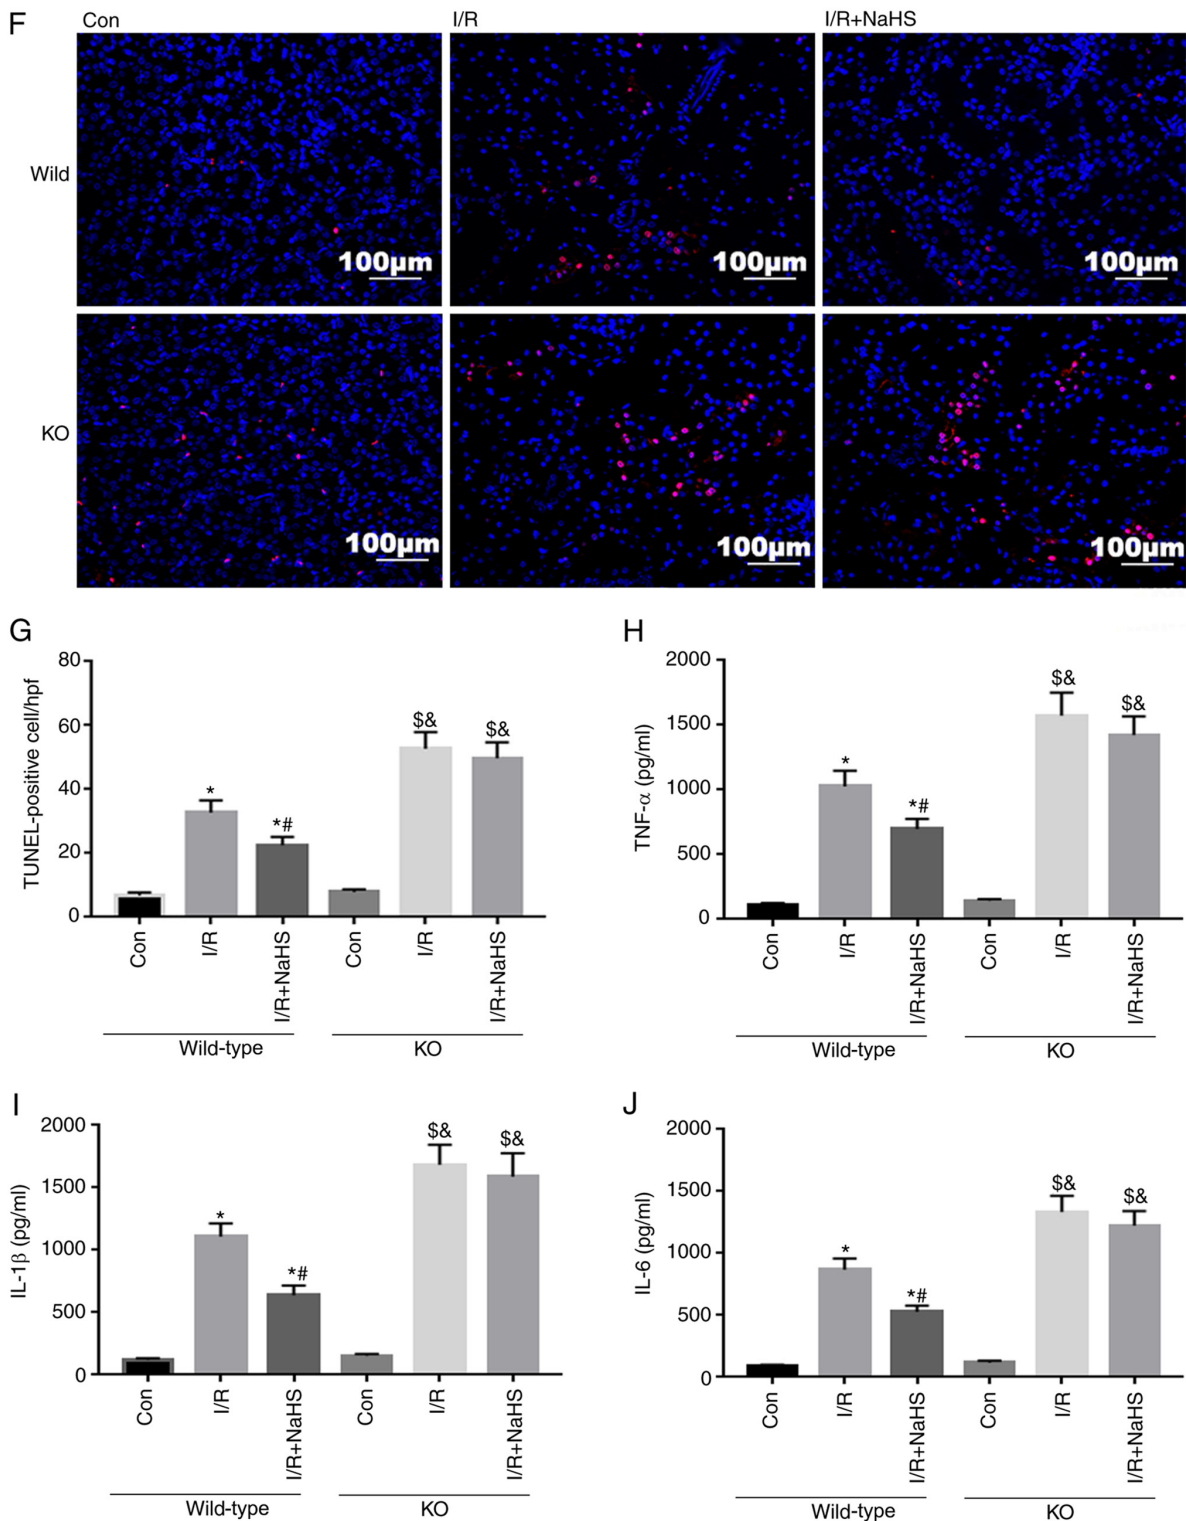 F
Con I/R I/R+NaHS
Wild
100µm 100µm 100µm
KO
100µm 100µm 100µm
G
80
60
40
20
0
TUNEL-positive cell/hpf
* *# $& $&
Con I/R I/R+NaHS Con I/R I/R+NaHS
Wild-type KO
H
2000
1500
1000
500
0
TNF-α (pg/ml)
* *# $& $&
Con I/R I/R+NaHS Con I/R I/R+NaHS
Wild-type KO
I
2000
1500
1000
500
0
IL-1β (pg/ml)
* *# $& $&
Con I/R I/R+NaHS Con I/R I/R+NaHS
Wild-type KO
J
2000
1500
1000
500
0
IL-6 (pg/ml)
* *# $& $&
Con I/R I/R+NaHS Con I/R I/R+NaHS
Wild-type KO